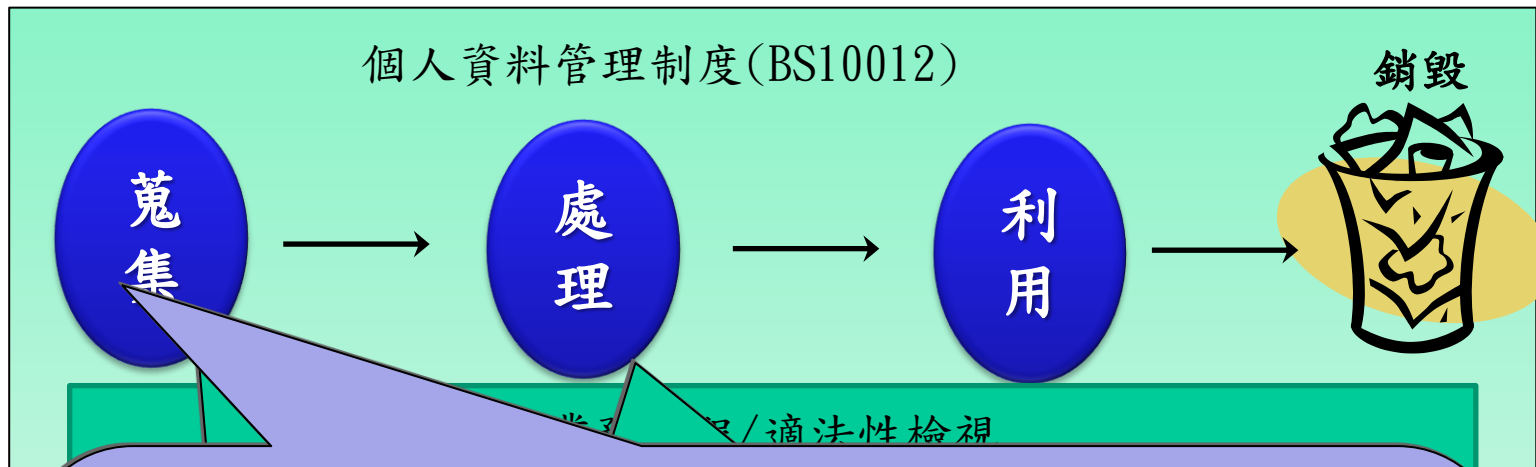 個人資料管理制度(BS10012)
銷毀
蒐集
處理
利用
/適法性檢視